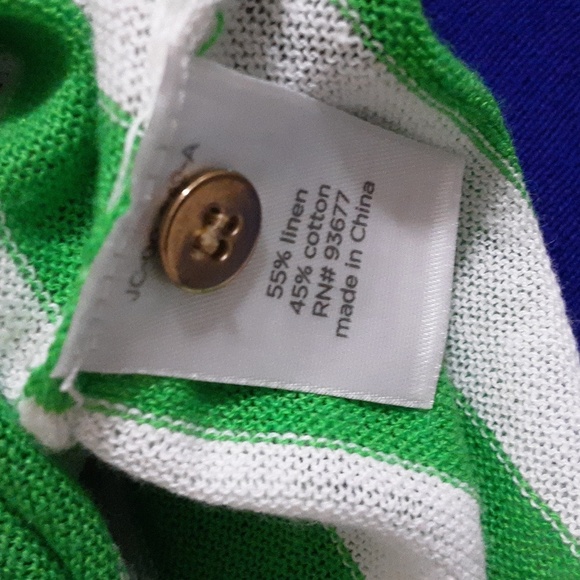 55% linen
45% cotton
RN# 93677
made in China